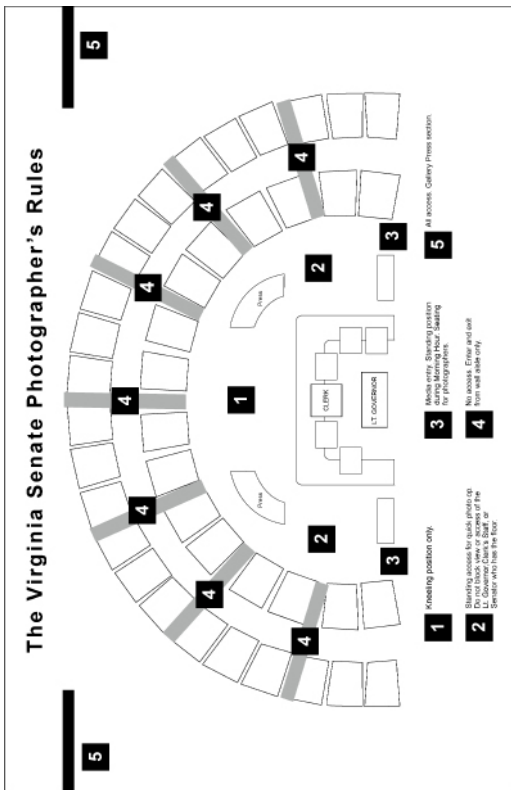 The Virginia Senate Photographer's Rules
5
5
4
4
4
4
4
1
Press
Press
4
4
2
2
CLERK
LT. GOVERNOR
3
3
1
Kneeling position only.
2
Standing access for quick photo op.
Do not block view or access of the
Lt. Governor,Clerk's Staff, or
Senator who has the floor.
3
Media entry. Standing position
during Morning Hour. Seating
for photographers.
4
No access. Enter and exit
from wall aisle only.
5
All access. Gallery Press section.